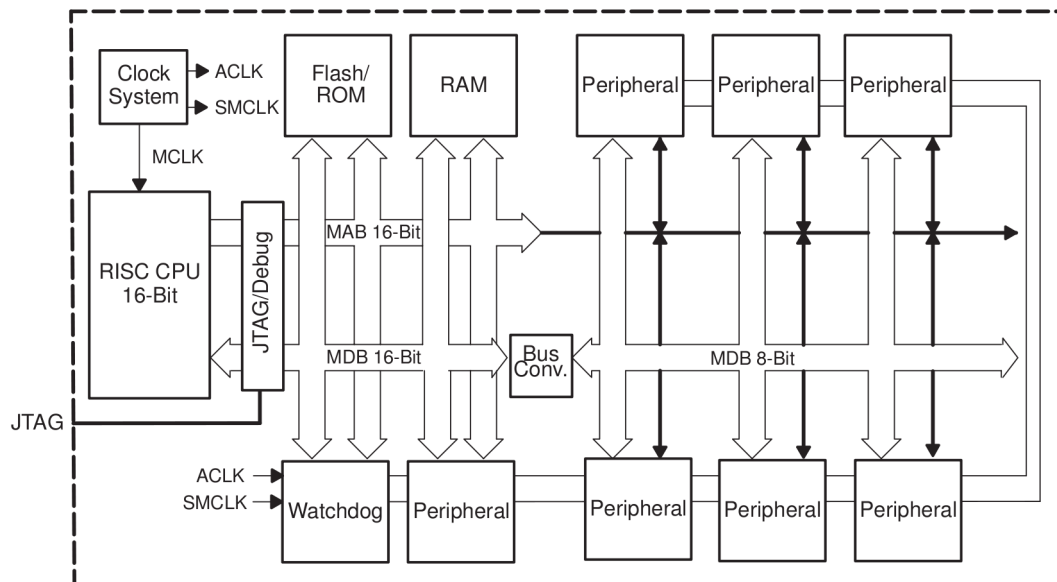 Clock
System
ACLK
SMCLK
MCLK
Flash/
ROM
RAM
Peripheral
Peripheral
Peripheral
RISC CPU
16-Bit
JTAG/Debug
MAB 16-Bit
MDB 16-Bit
Bus
Conv.
MDB 8-Bit
JTAG
ACLK
SMCLK
Watchdog
Peripheral
Peripheral
Peripheral
Peripheral